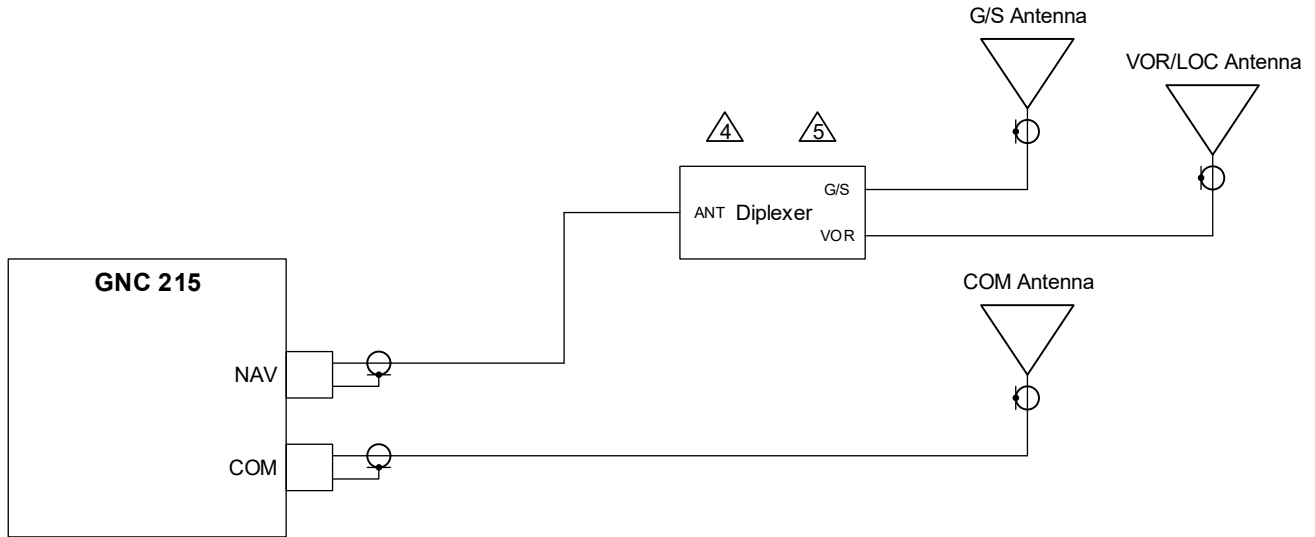 G/S Antenna
VOR/LOC Antenna
4
5
G/S
ANT Diplexer
VOR
GNC 215
COM Antenna
NAV
COM